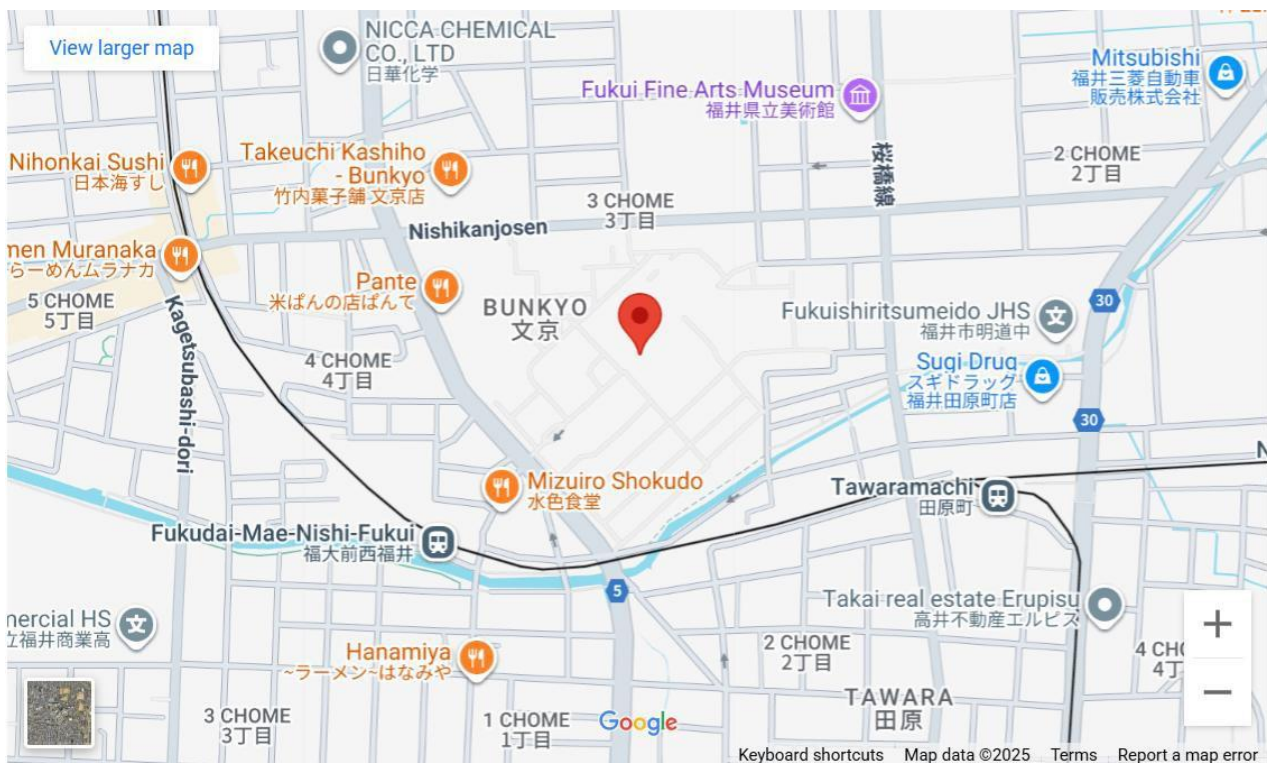 View larger map
NICCA CHEMICAL
CO., LTD
日華化学
Mitsubishi
福井三菱自動車
販売株式会社
Fukui Fine Arts Museum
福井県立美術館
Nihonkai Sushi
日本海すし
Takeuchi Kashiho
- Bunkyo
竹内菓子舗 文京店
桜橋線
2 CHOME
2丁目
3 CHOME
3丁目
Nishikanjosen
men Muranaka
らーめんムラナカ
Pante
米ぱんの店ぱんて
5 CHOME
5丁目
BUNKYO
文京
30
Fukuishiritsumeido JHS
福井市明道中
Kagetsubashi-dori
4 CHOME
4丁目
Sugi Drug
スギドラッグ
福井田原町店
30
Mizuiro Shokudo
水色食堂
Tawaramachi
田原町
N
Fukudai-Mae-Nishi-Fukui
福大前西福井
5
Takai real estate Erupisu
高井不動産エルピス
mercial HS
立福井商業高
Hanamiya
~ラーメン~はなみや
2 CHOME
2丁目
4 CHO
4丁
TAWARA
田原
3 CHOME
3丁目
1 CHOME
1丁目
Google
Keyboard shortcuts Map data ©2025 Terms Report a map error